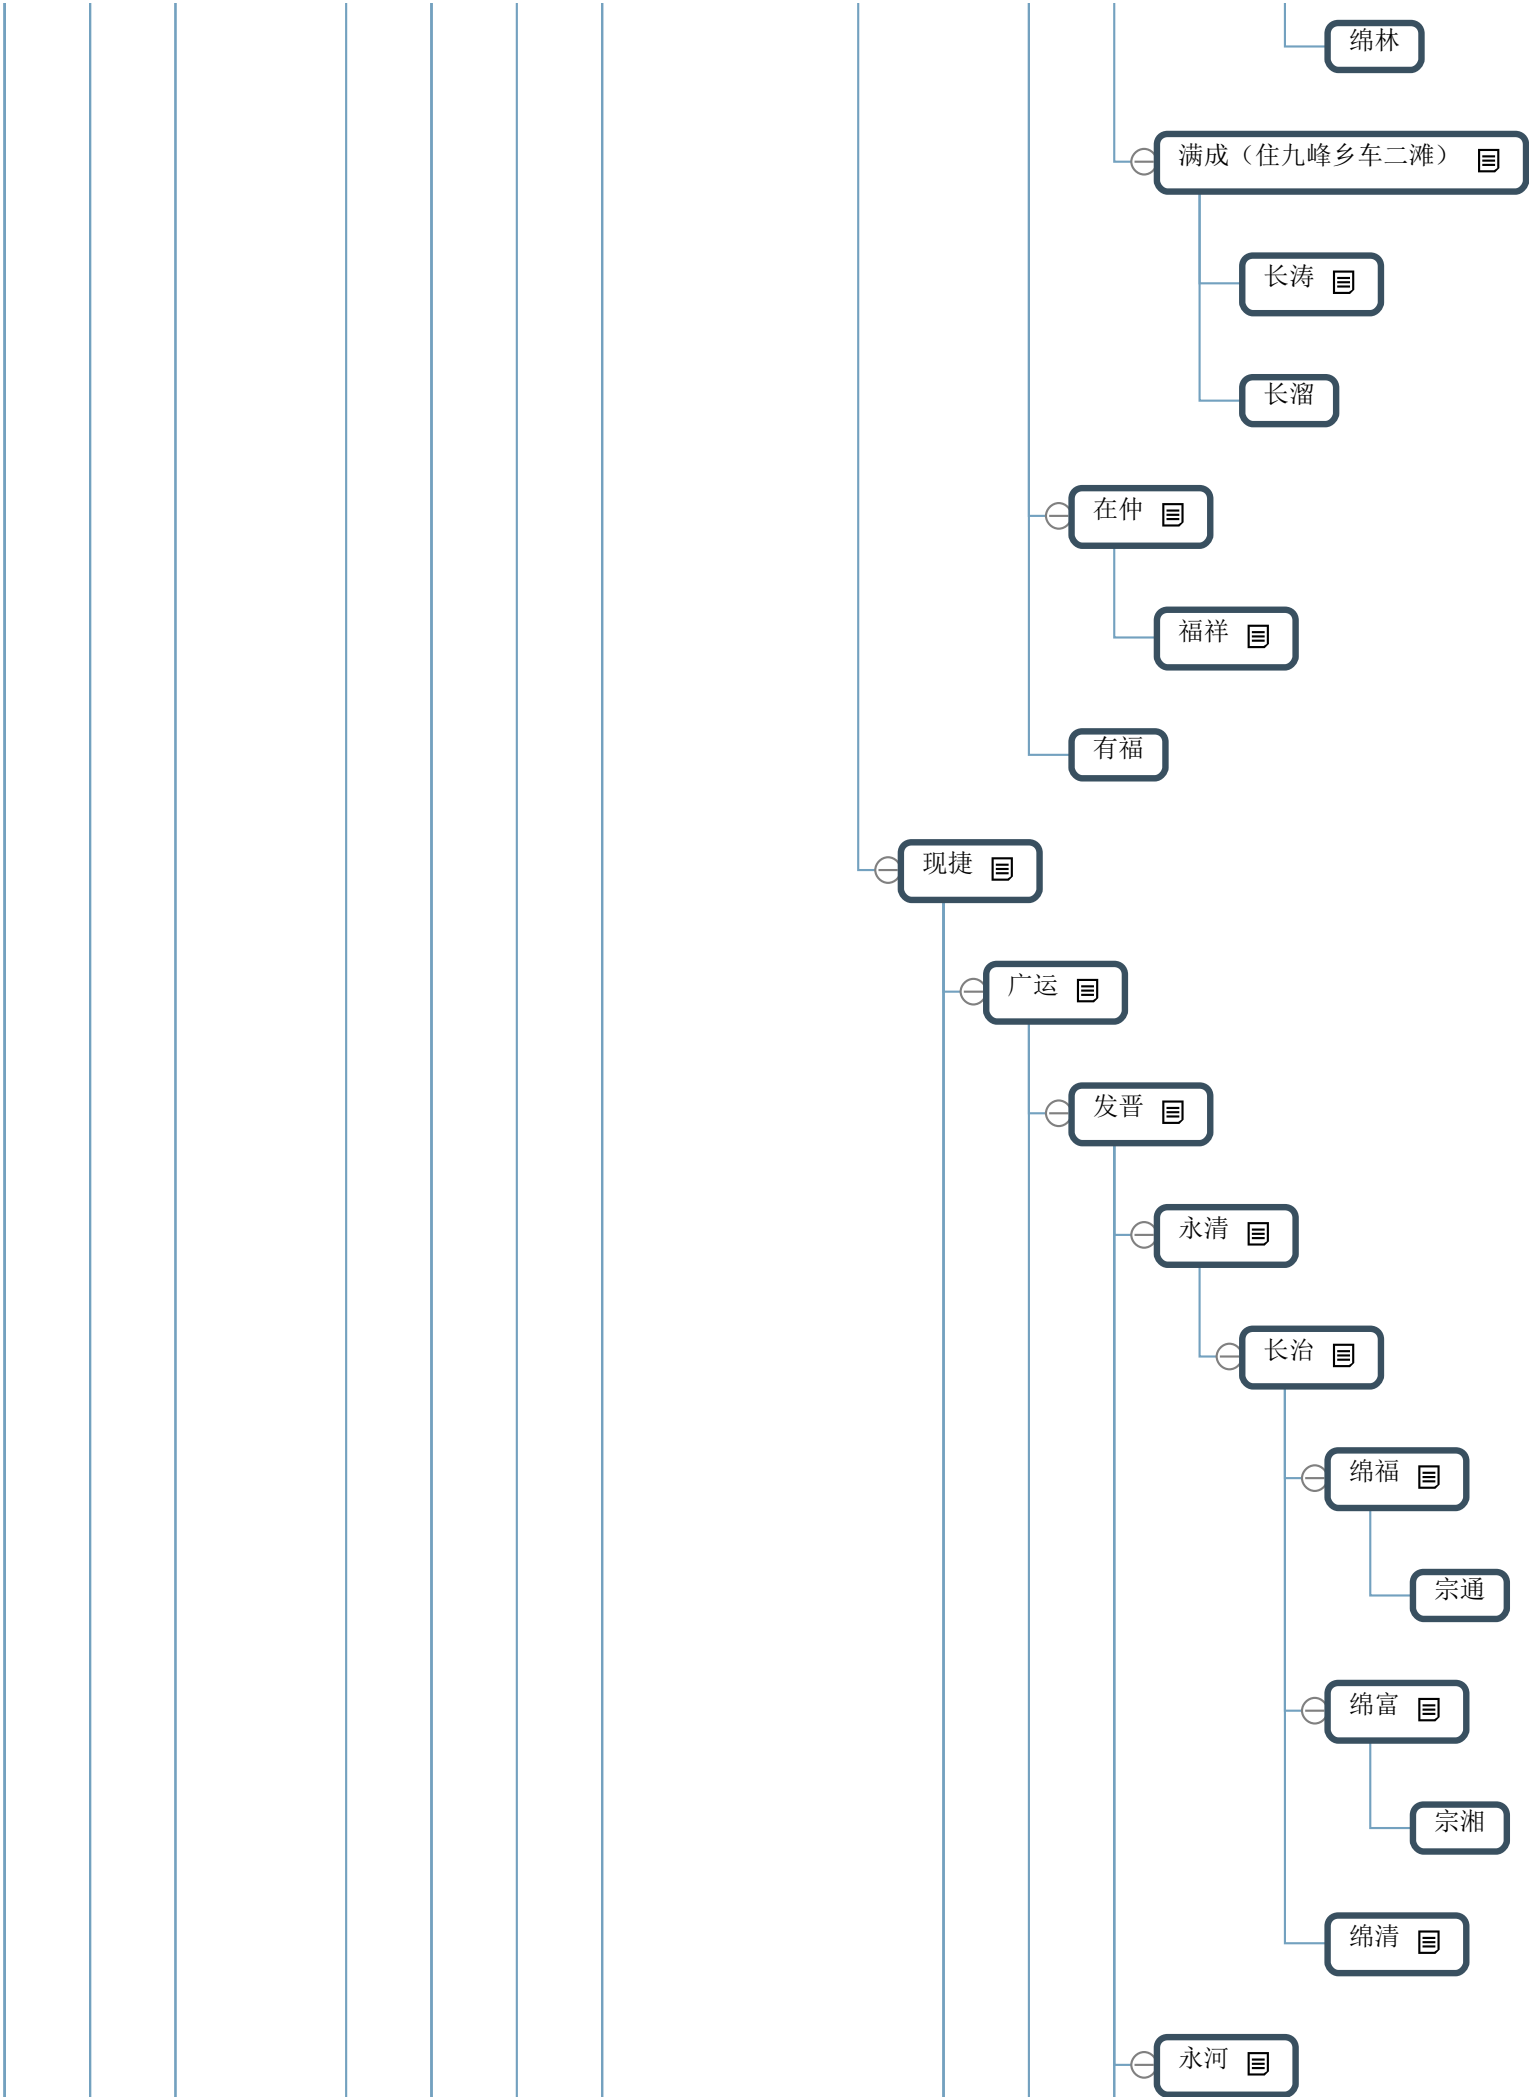 绵林
满成（住九峰乡车二滩）
长涛
长溜
在仲
福祥
有福
现捷
广运
发晋
永清
长治
绵福
宗通
绵富
宗湘
绵清
永河